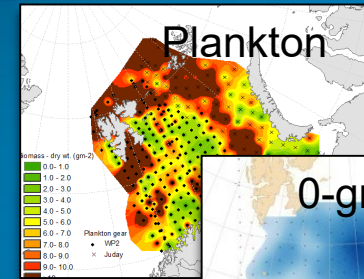 Plankton
iomass - dry wt. (gm-2)
0.0 - 1.0
1.0 - 2.0
2.0 - 3.0
3.0 - 4.0
4.0 - 5.0
5.0 - 6.0
6.0 - 7.0
7.0 - 8.0
8.0 - 9.0
9.0 - 10.0
Plankton gear
WP2
Juday
0-gr